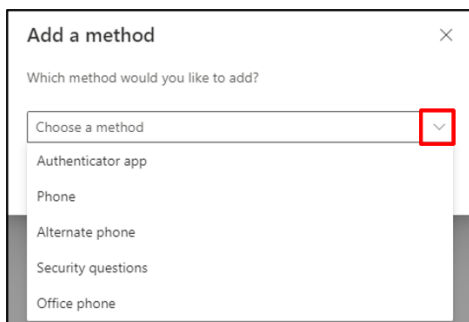 Add a method
Which method would you like to add?
Choose a method
Authenticator app
Phone
Alternate phone
Security questions
Office phone